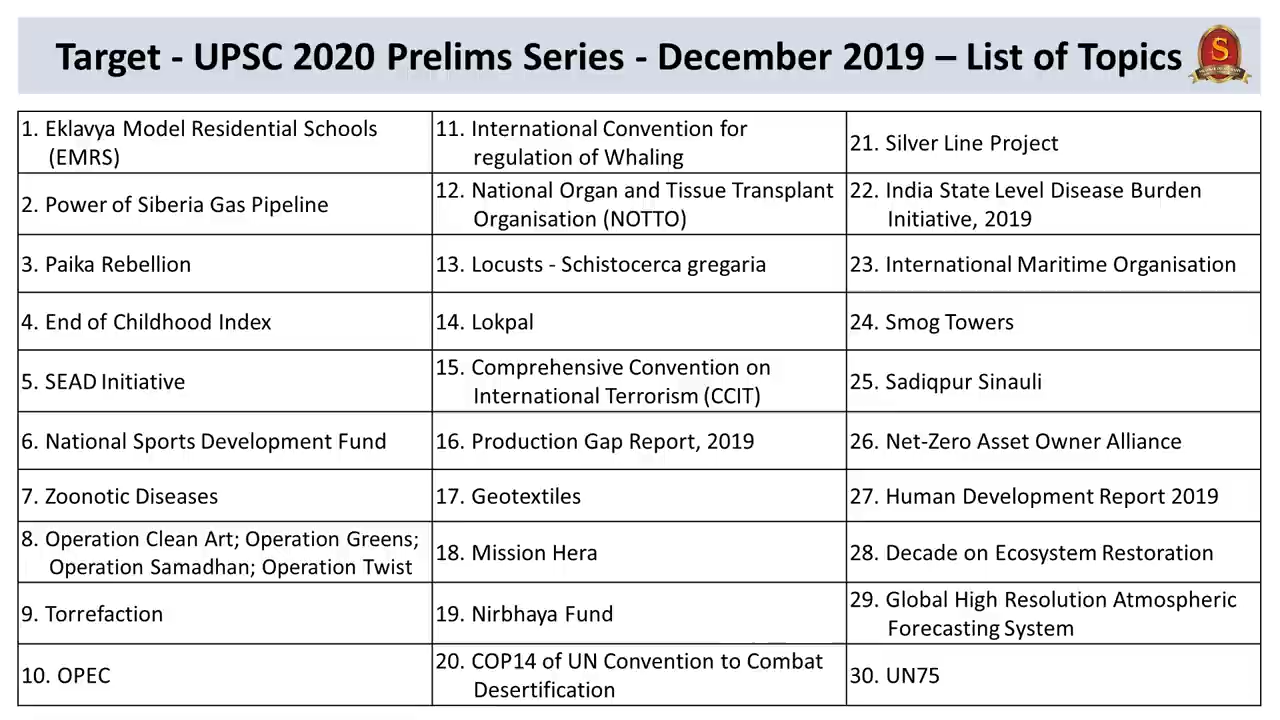 Target - UPSC 2020 Prelims Series - December 2019 – List of Topics
S
1. Eklavya Model Residential Schools
(EMRS)
2. Power of Siberia Gas Pipeline
3. Paika Rebellion
4. End of Childhood Index
5. SEAD Initiative
6. National Sports Development Fund
7. Zoonotic Diseases
8. Operation Clean Art; Operation Greens;
Operation Samadhan; Operation Twist
9. Torrefaction
10. OPEC
11. International Convention for
regulation of Whaling
12. National Organ and Tissue Transplant
Organisation (NOTTO)
13. Locusts - Schistocerca gregaria
14. Lokpal
15. Comprehensive Convention on
International Terrorism (CCIT)
16. Production Gap Report, 2019
17. Geotextiles
18. Mission Hera
19. Nirbhaya Fund
20. COP14 of UN Convention to Combat
Desertification
21. Silver Line Project
22. India State Level Disease Burden
Initiative, 2019
23. International Maritime Organisation
24. Smog Towers
25. Sadiqpur Sinauli
26. Net-Zero Asset Owner Alliance
27. Human Development Report 2019
28. Decade on Ecosystem Restoration
29. Global High Resolution Atmospheric
Forecasting System
30. UN75